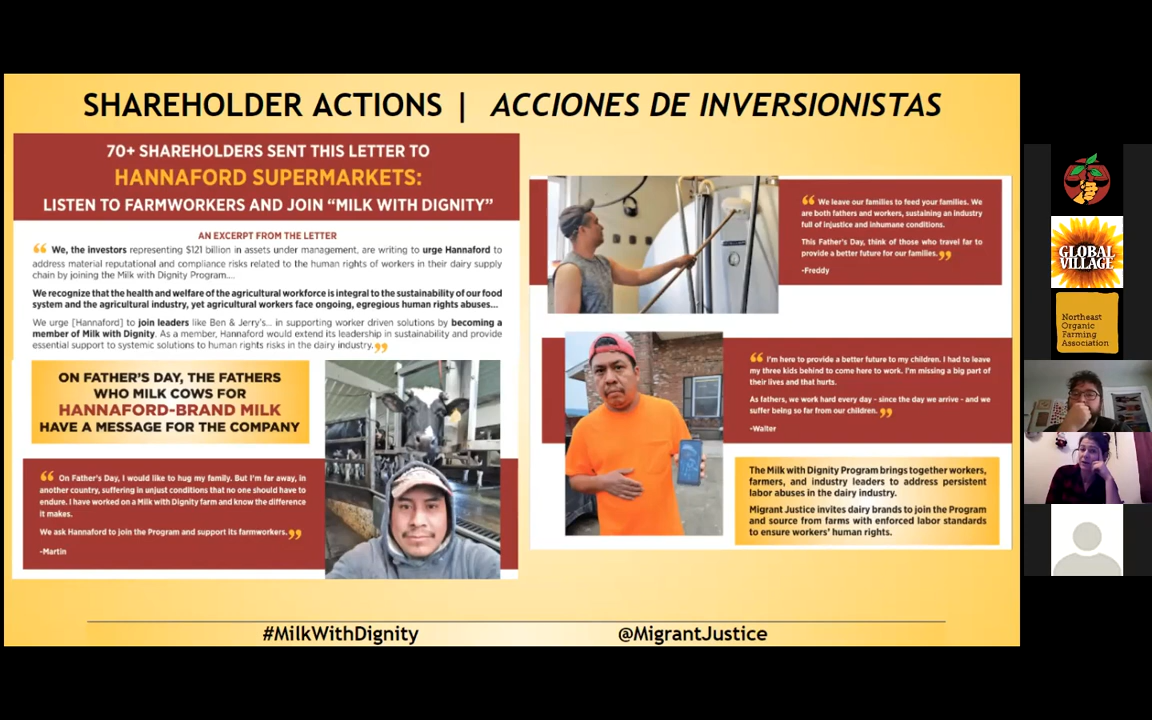 SHAREHOLDER ACTIONS | ACCIONES DE INVERSIONISTAS
70+ SHAREHOLDERS SENT THIS LETTER TO
HANNAFORD SUPERMARKETS:
LISTEN TO FARMWORKERS AND JOIN “MILK WITH DIGNITY”
AN EXCERPT FROM THE LETTER
“ We, the investors representing $121 billion in assets under management, are writing to urge Hannaford to
address material reputational and compliance risks related to the human rights of workers in their dairy supply
chain by joining the Milk with Dignity Program....
We recognize that the health and welfare of the agricultural workforce is integral to the sustainability of our food
system and the agricultural industry, yet agricultural workers face ongoing, egregious human rights abuses...
We urge [Hannaford] to join leaders like Ben & Jerry's... in supporting worker driven solutions by becoming a
member of Milk with Dignity. As a member, Hannaford would extend its leadership in sustainability and provide
essential support to systemic solutions to human rights risks in the dairy industry. ”
ON FATHER'S DAY, THE FATHERS
WHO MILK COWS FOR
HANNAFORD-BRAND MILK
HAVE A MESSAGE FOR THE COMPANY
“ On Father's Day, I would like to hug my family. But I'm far away, in
another country, suffering in unjust conditions that no one should have to
endure. I have worked on a Milk with Dignity farm and know the difference
it makes.
We ask Hannaford to join the Program and support its farmworkers. ”
-Martin
“ We leave our families to feed your families. We
are both fathers and workers, sustaining an industry
full of injustice and inhumane conditions.
This Father's Day, think of those who travel far to
provide a better future for our families. ”
-Freddy
“ I'm here to provide a better future to my children. I had to leave
my three kids behind to come here to work. I'm missing a big part of
their lives and that hurts.
As fathers, we work hard every day - since the day we arrive - and we
suffer being so far from our children. ”
-Walter
The Milk with Dignity Program brings together workers,
farmers, and industry leaders to address persistent
labor abuses in the dairy industry.
Migrant Justice invites dairy brands to join the Program
and source from farms with enforced labor standards
to ensure workers' human rights.
#MilkWithDignity
@MigrantJustice
GLOBAL
VILLAGE
Northeast
Organic
Farming
Association